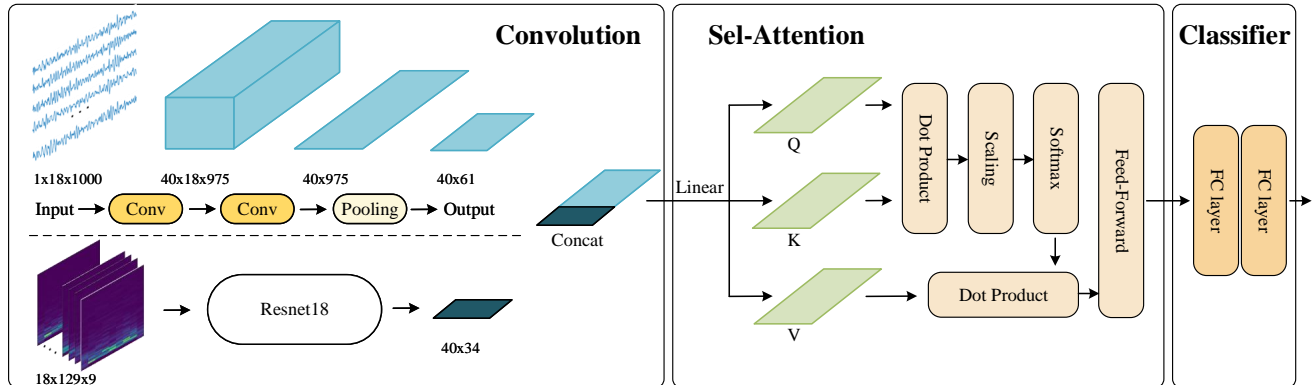 Convolution
1x18x1000
40x18x975
40x975
40x61
Input
Conv
Conv
Pooling
Output
Concat
Resnet18
18x129x9
40x34
Sel-Attention
Linear
Q
K
V
Dot Product
Scaling
Softmax
Feed-Forward
Dot Product
Classifier
FC layer
FC layer